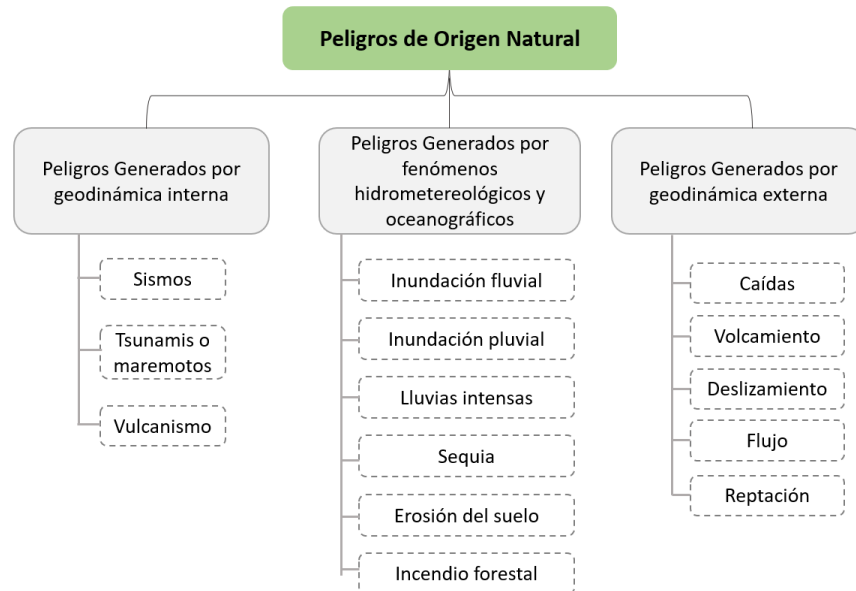 Peligros de Origen Natural
Peligros Generados por
geodinámica interna
Sismos
Tsunamis o
maremotos
Vulcanismo
Peligros Generados por
fenómenos
hidrometereológicos y
oceanográficos
Inundación fluvial
Inundación pluvial
Lluvias intensas
Sequia
Erosión del suelo
Incendio forestal
Peligros Generados por
geodinámica externa
Caídas
Volcamiento
Deslizamiento
Flujo
Reptación